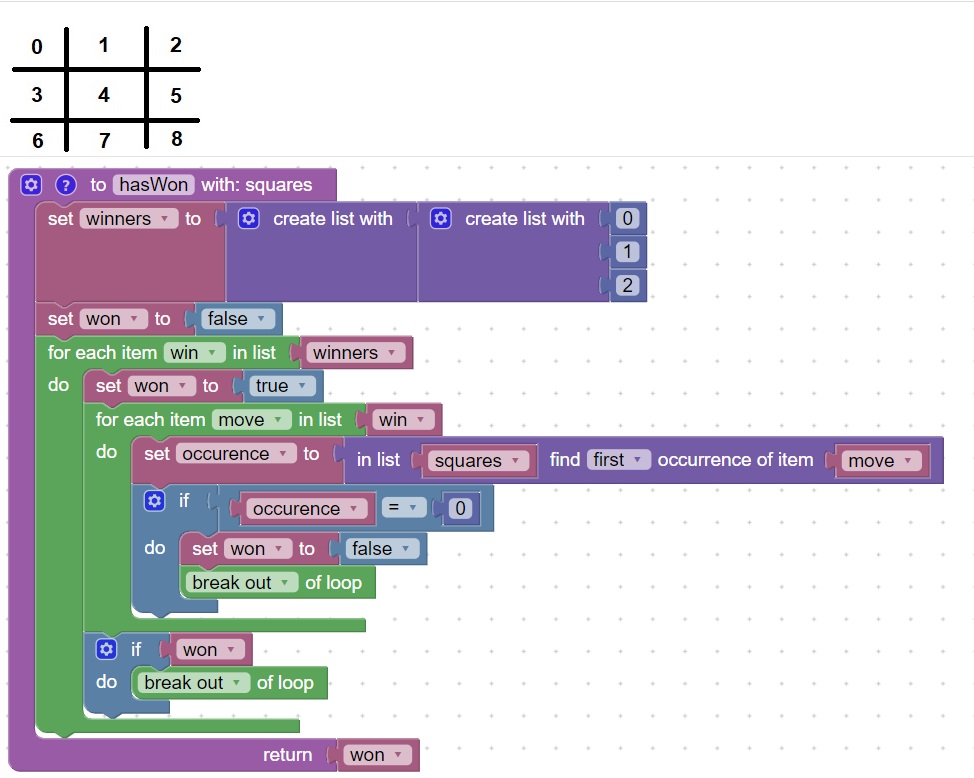 0 1 2
3 4 5
6 7 8
? to hasWon with: squares
set winners to create list with create list with 0
1
2
set won to false
for each item win in list winners
do set won to true
for each item move in list win
do set occurence to in list squares find first occurrence of item move
if occurence = 0
do set won to false
break out of loop
if won
do break out of loop
return won